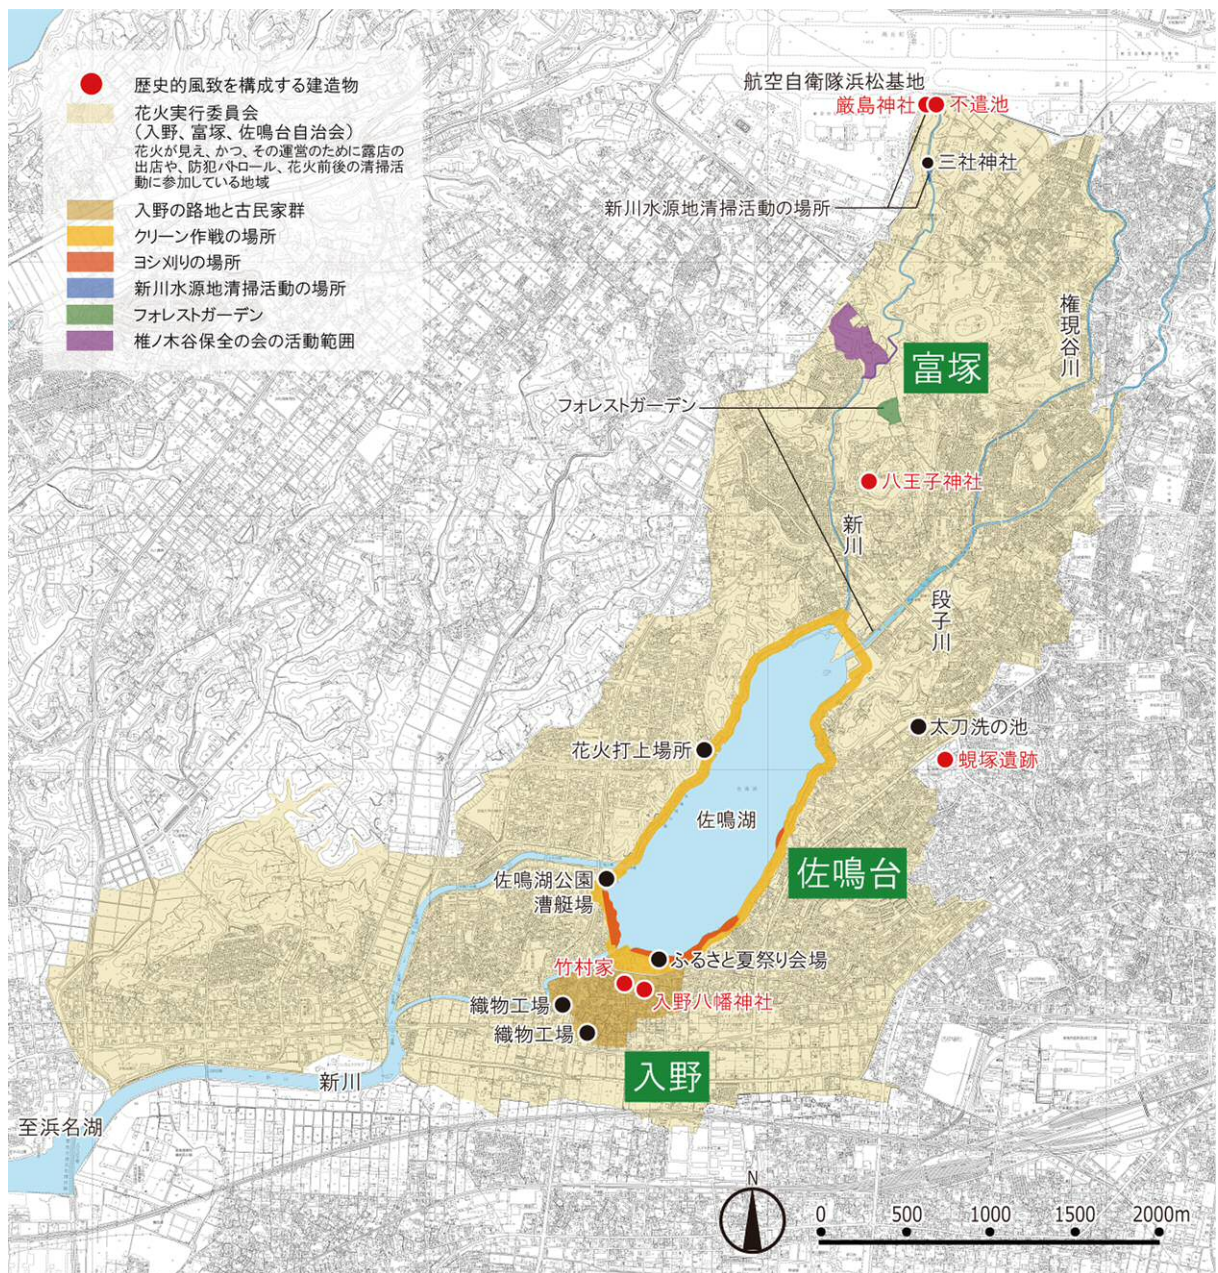 歴史的風致を構成する建造物
花火実行委員会
（入野、富塚、佐鳴台自治会）
花火が見え、かつ、その運営のために露店の
出店や、防犯パトロール、花火前後の清掃活
動に参加している地域
入野の路地と古民家群
クリーン作戦の場所
ヨシ刈りの場所
新川水源地清掃活動の場所
フォレストガーデン
椎ノ木谷保全の会の活動範囲
航空自衛隊浜松基地
厳島神社
不遣池
三社神社
新川水源地清掃活動の場所
権現谷川
富塚
フォレストガーデン
八王子神社
新川
段子川
太刀洗の池
蜆塚遺跡
花火打上場所
佐鳴湖
佐鳴台
佐鳴湖公園
漕艇場
ふるさと夏祭り会場
竹村家
入野八幡神社
織物工場
織物工場
入野
新川
至浜名湖
N
0 500 1000 1500 2000m